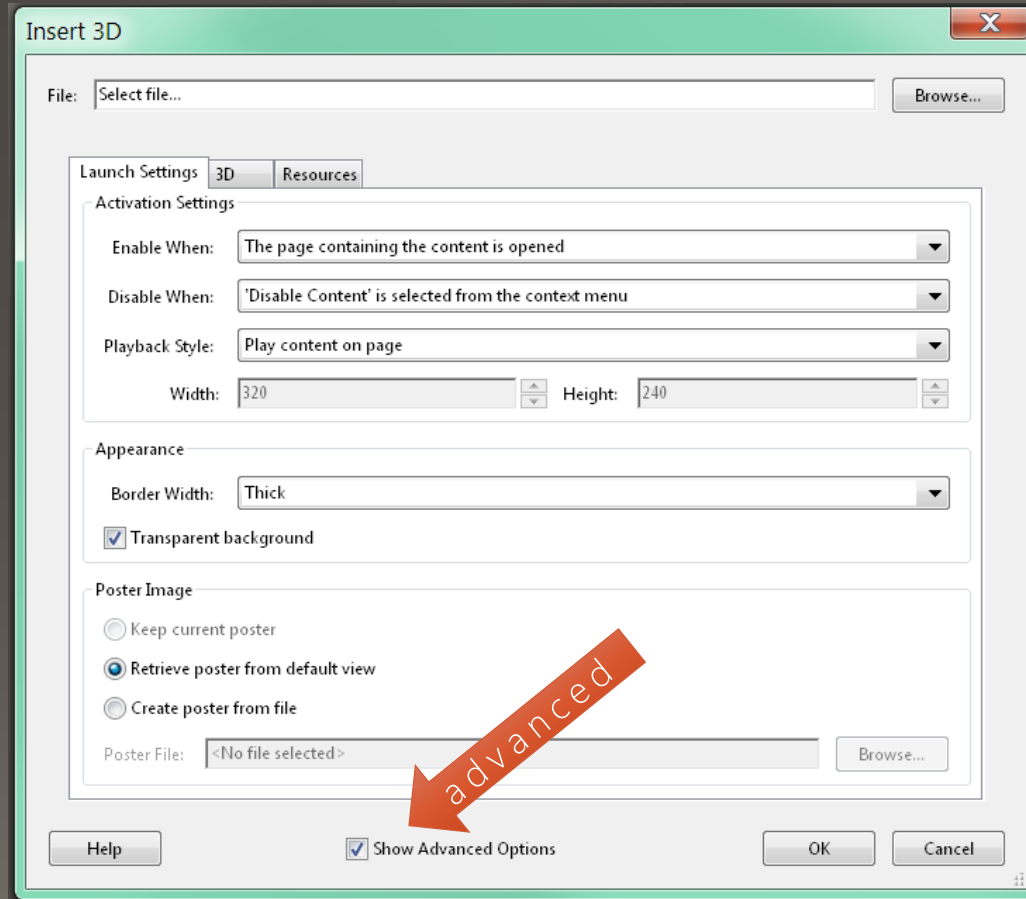 Insert 3D
File: Select file... Browse...
Launch Settings 3D Resources
Activation Settings
Enable When: The page containing the content is opened
Disable When: 'Disable Content' is selected from the context menu
Playback Style: Play content on page
Width: 320 Height: 240
Appearance
Border Width: Thick
Transparent background
Poster Image
Keep current poster
Retrieve poster from default view
Create poster from file
Poster File: <No file selected> Browse...
advanced
Help Show Advanced Options OK Cancel